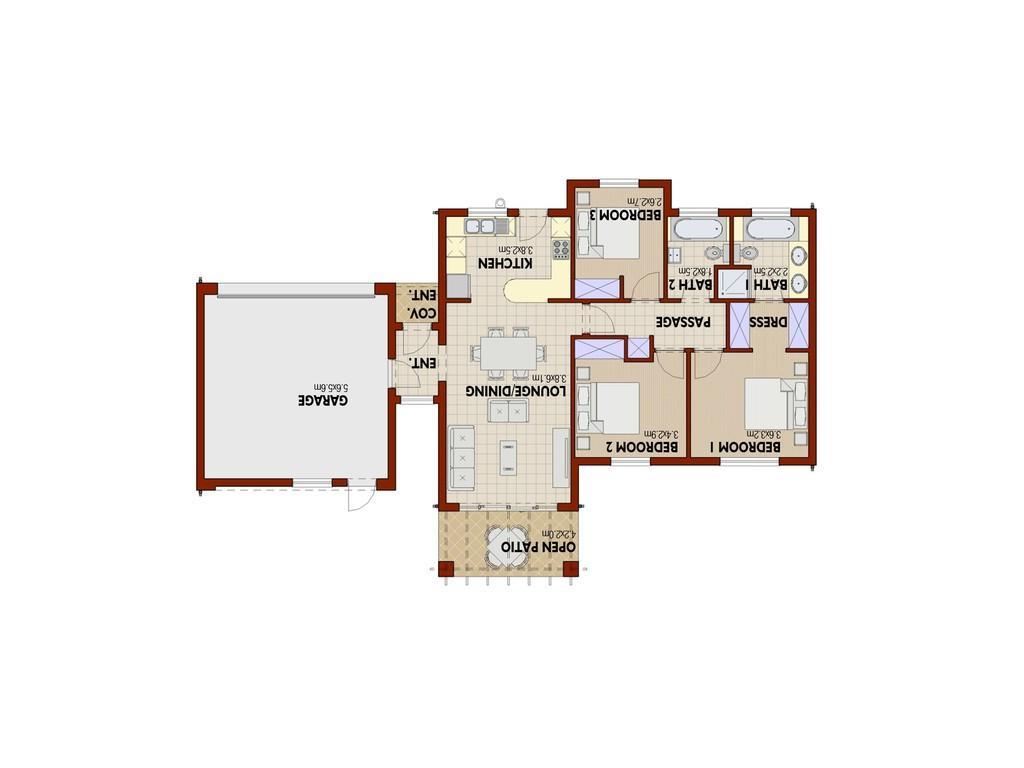 BEDROOM 3
2.6x2.7m
KITCHEN
3.8x2.5m
BATH 2
1.8x2.5m
BATH 1
2.2x2.5m
COV.
ENT.
PASSAGE
DRESS
ENT.
LOUNGE/DINING
3.8x6.1m
GARAGE
5.6x5.6m
BEDROOM 2
3.4x2.9m
BEDROOM 1
3.6x3.2m
OPEN PATIO
4.2x2.0m